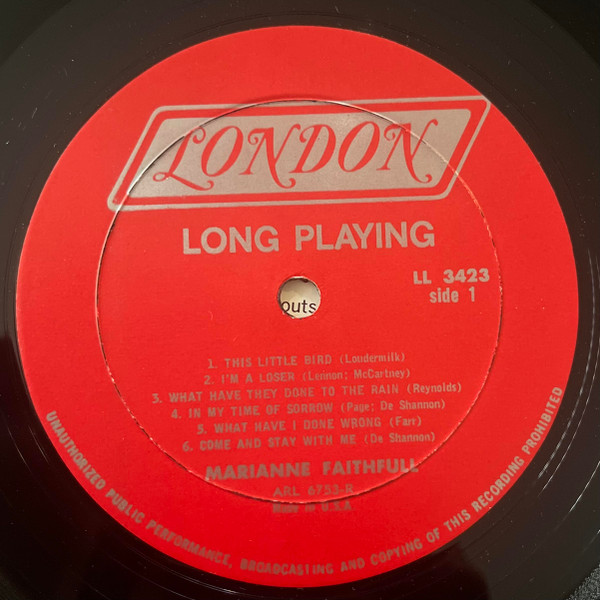 LONDON
LONG PLAYING
LL 3423
side 1
outs
1. THIS LITTLE BIRD (Loudermilk)
2. I'M A LOSER (Lennon; McCartney)
3. WHAT HAVE THEY DONE TO THE RAIN (Reynolds)
4. IN MY TIME OF SORROW (Page; De Shannon)
5. WHAT HAVE I DONE WRONG (Farr)
6. COME AND STAY WITH ME (De Shannon)
MARIANNE FAITHFULL
ARL 6753-R
Made in U.S.A
UNAUTHORIZED PUBLIC PERFORMANCE, BROADCASTING AND COPYING OF THIS RECORDING PROHIBITED